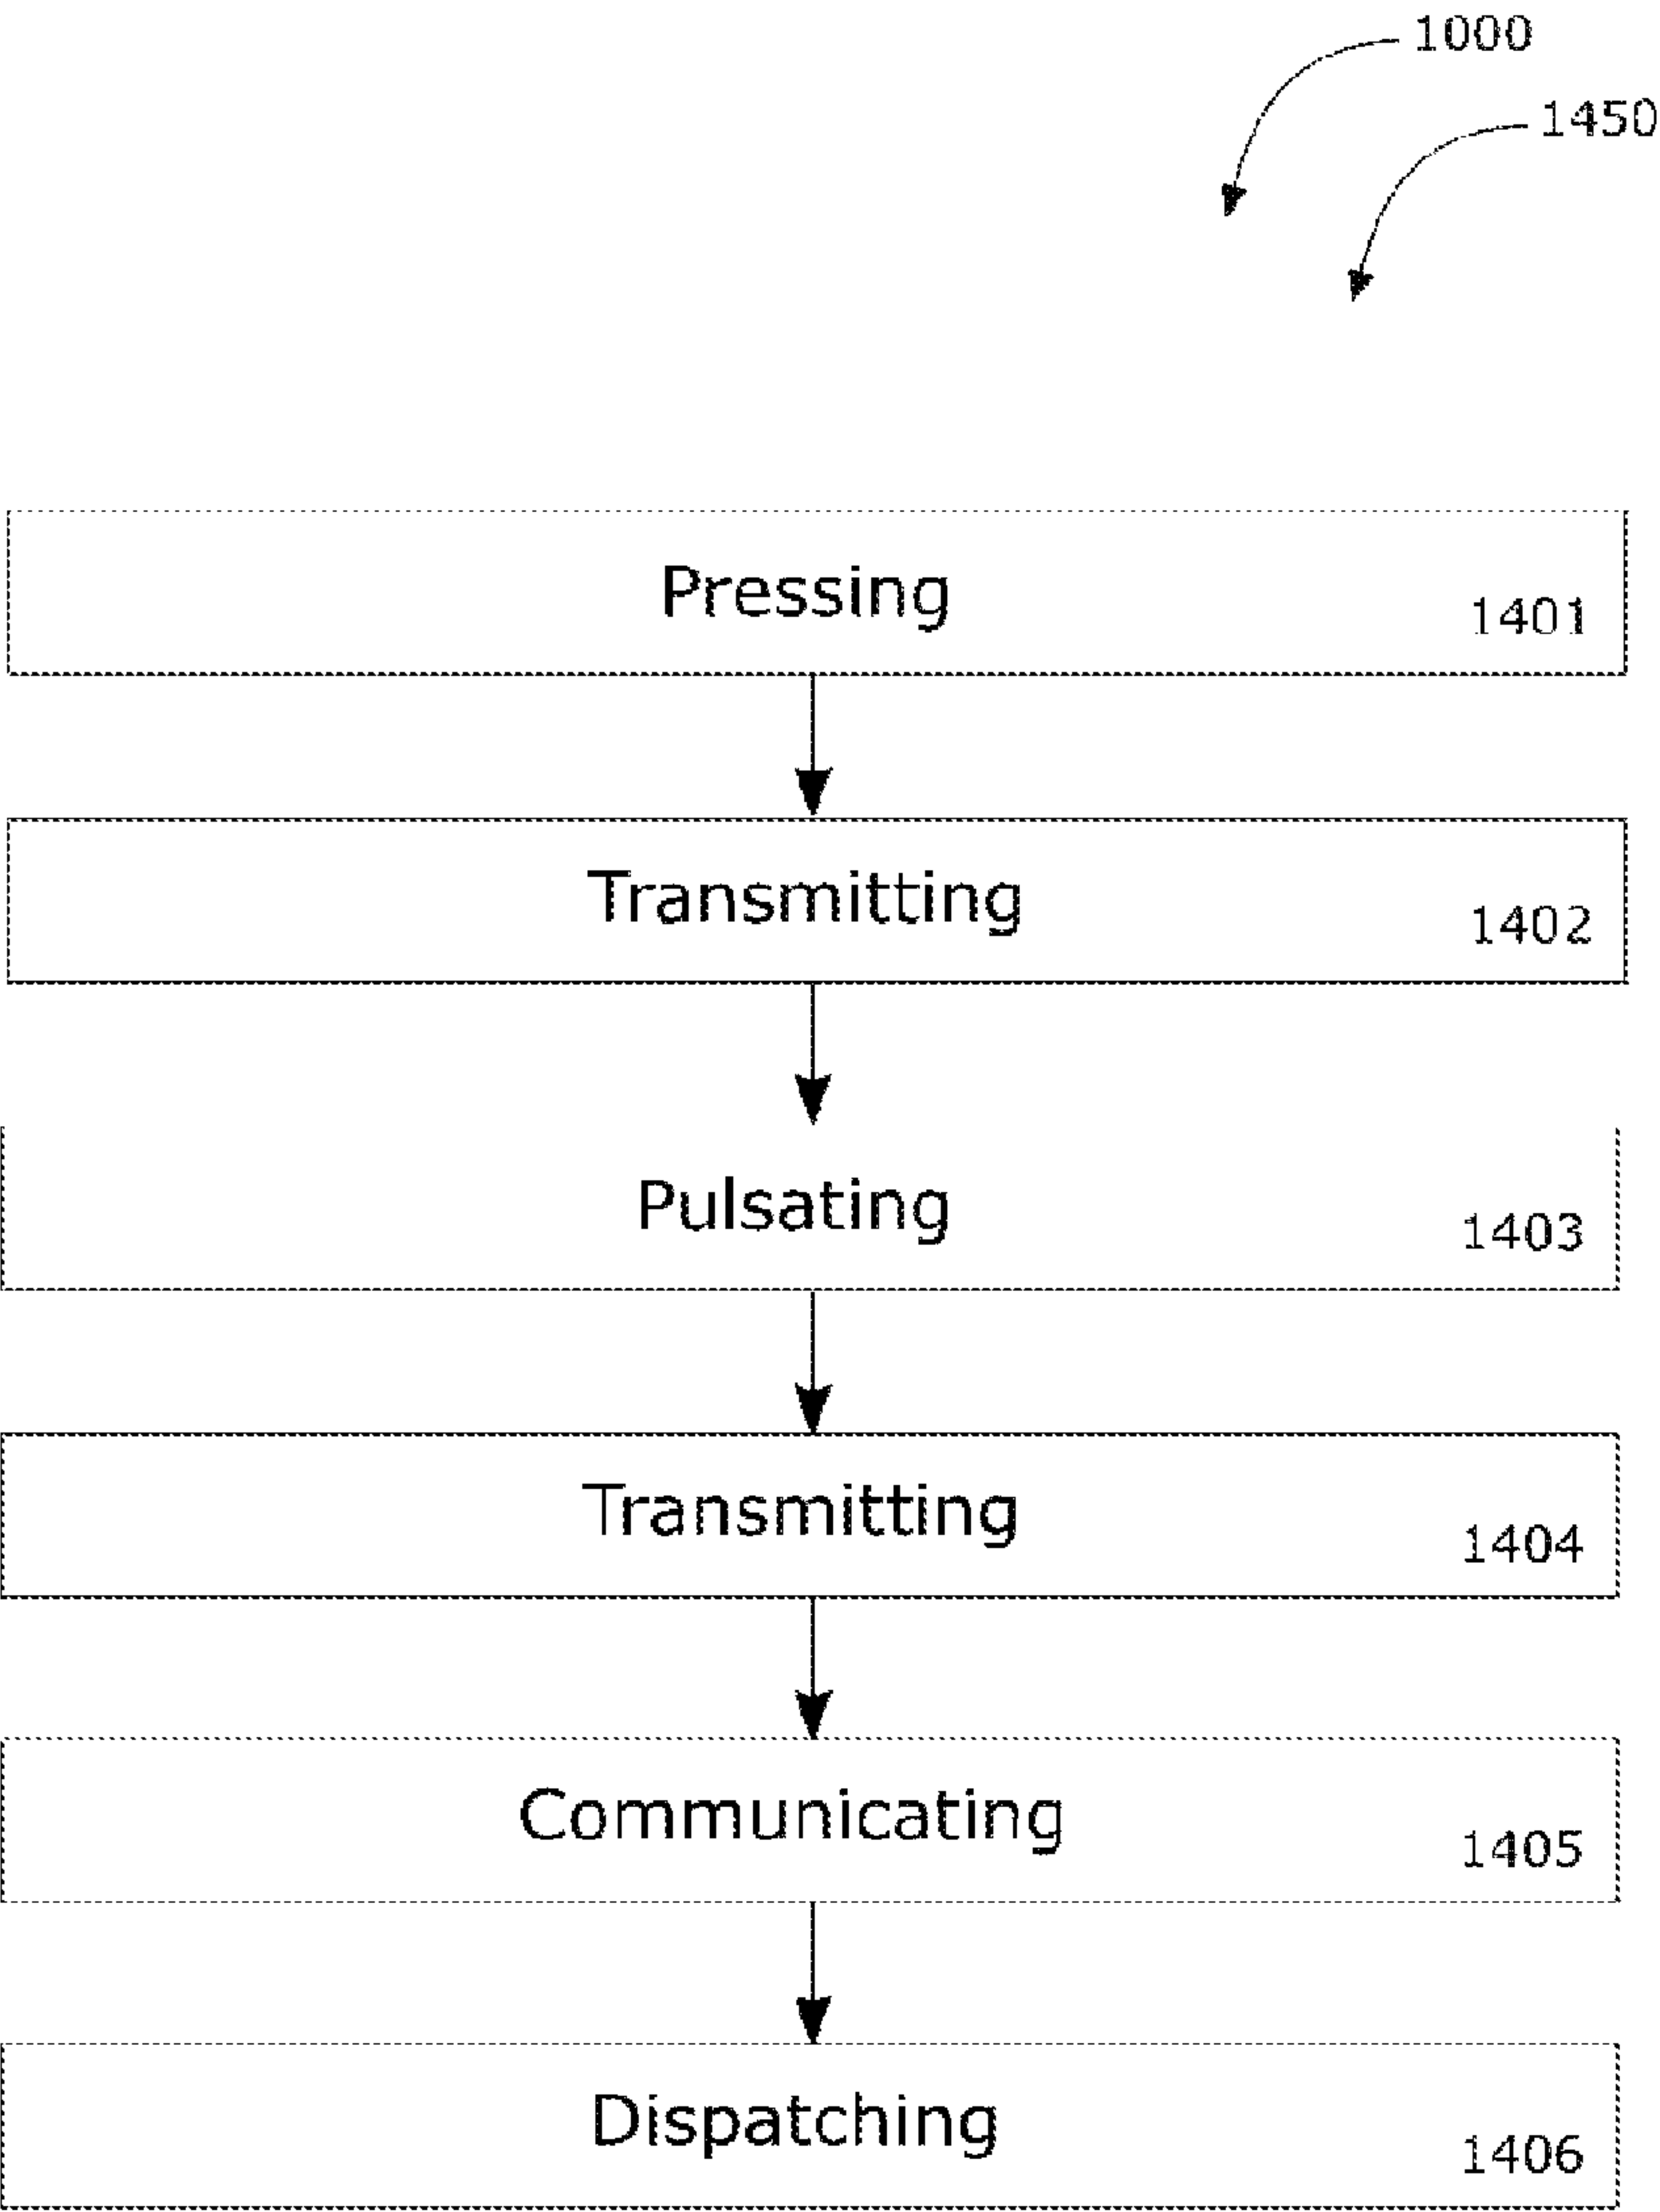 1000
1450
Pressing
1401
Transmitting
1402
Pulsating
1403
Transmitting
1404
Communicating
1405
Dispatching
1406